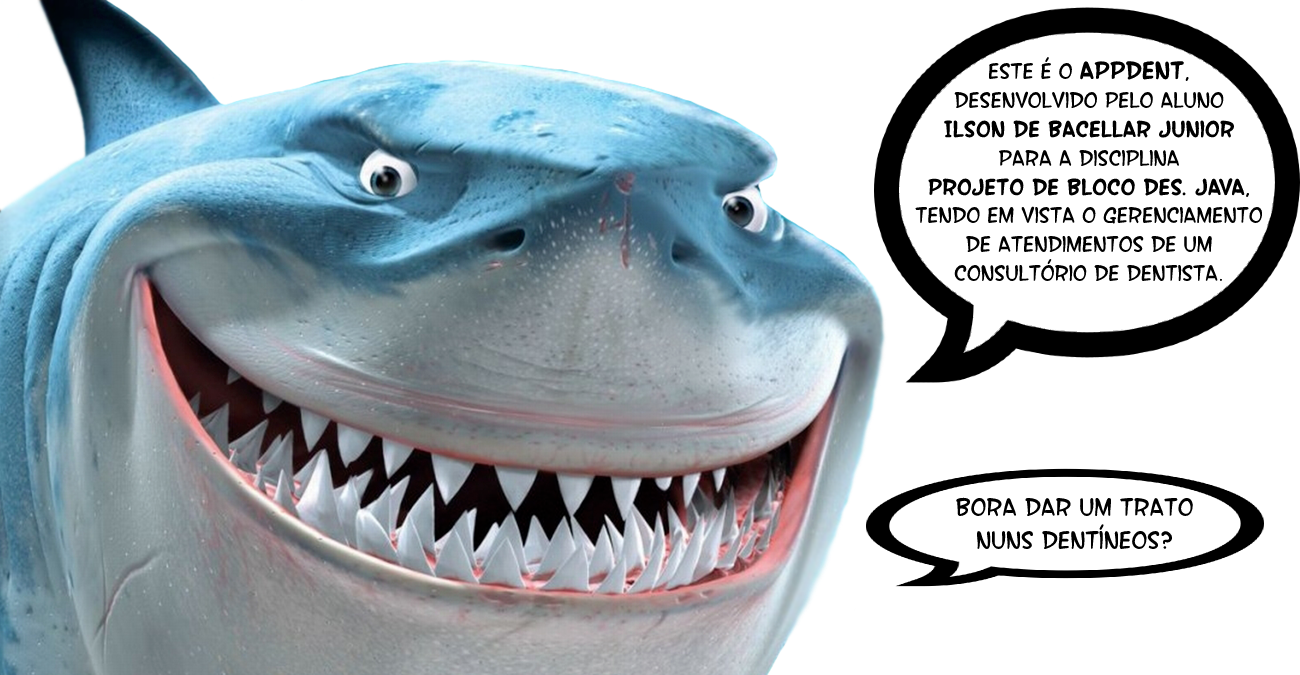 ESTE É O APPDENT,
DESENVOLVIDO PELO ALUNO
ILSON DE BACELLAR JUNIOR
PARA A DISCIPLINA
PROJETO DE BLOCO DES. JAVA,
TENDO EM VISTA O GERENCIAMENTO
DE ATENDIMENTOS DE UM
CONSULTÓRIO DE DENTISTA.
BORA DAR UM TRATO
NUNS DENTÍNEOS?